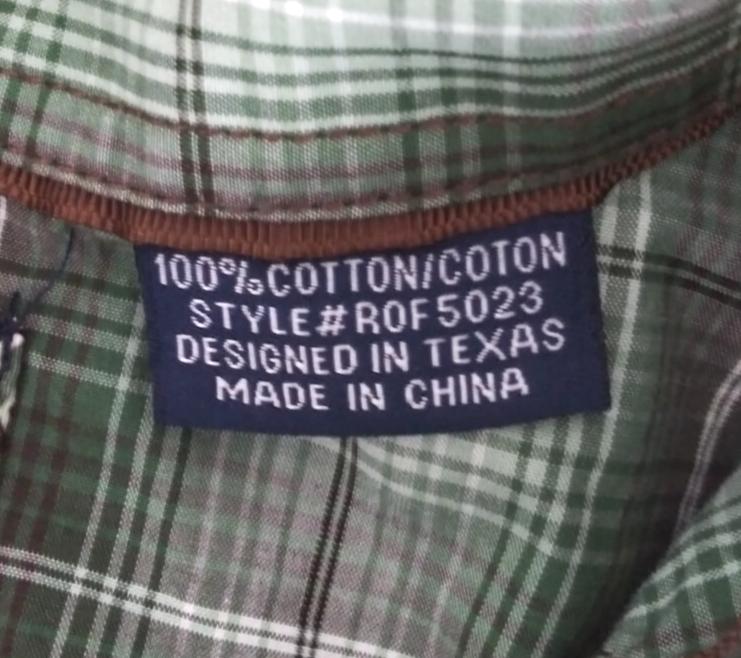 100%COTTON/COTON
STYLE#ROF5023
DESIGNED IN TEXAS
MADE IN CHINA